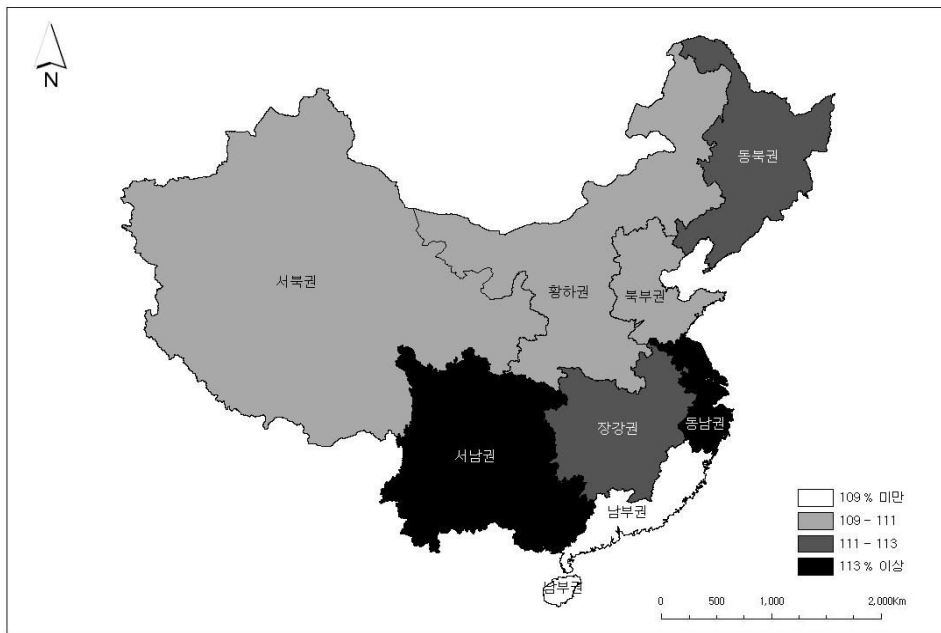 N
동북권
서북권
황하권
북부권
장강권
동남권
서남권
남부권
남부권
109 % 미만
109 - 111
111 - 113
113 % 이상
0 500 1,000 2,000Km